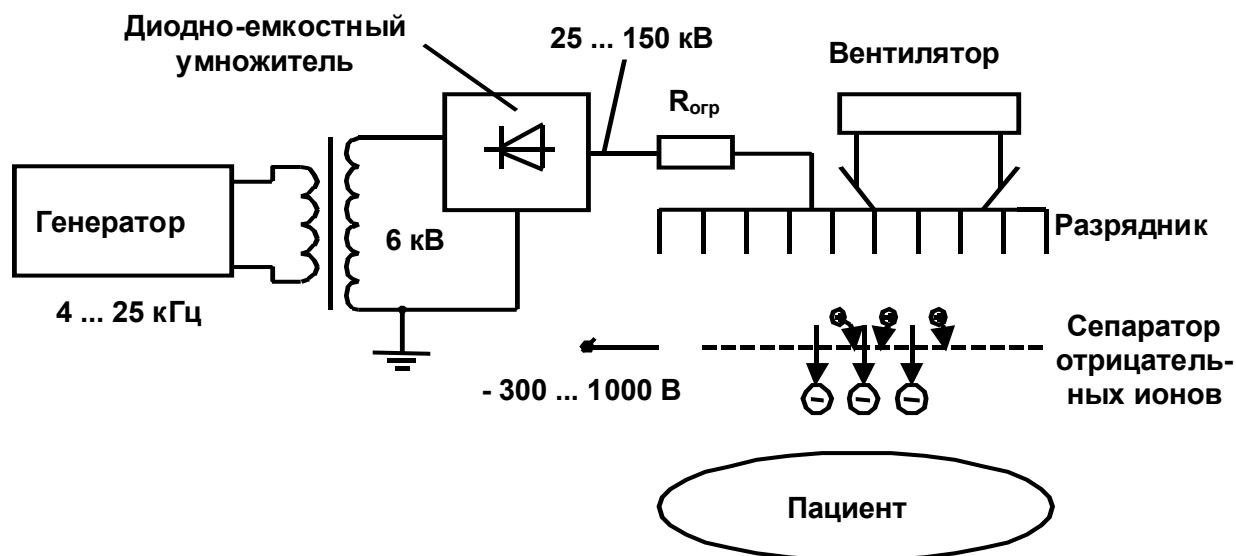 Диодно-емкостный
умножитель
25 ... 150 кВ
Вентилятор
Rогр
Генератор
6 кВ
Разрядник
4 ... 25 кГц
Сепаратор
отрицатель-
ных ионов
- 300 ... 1000 В
Пациент